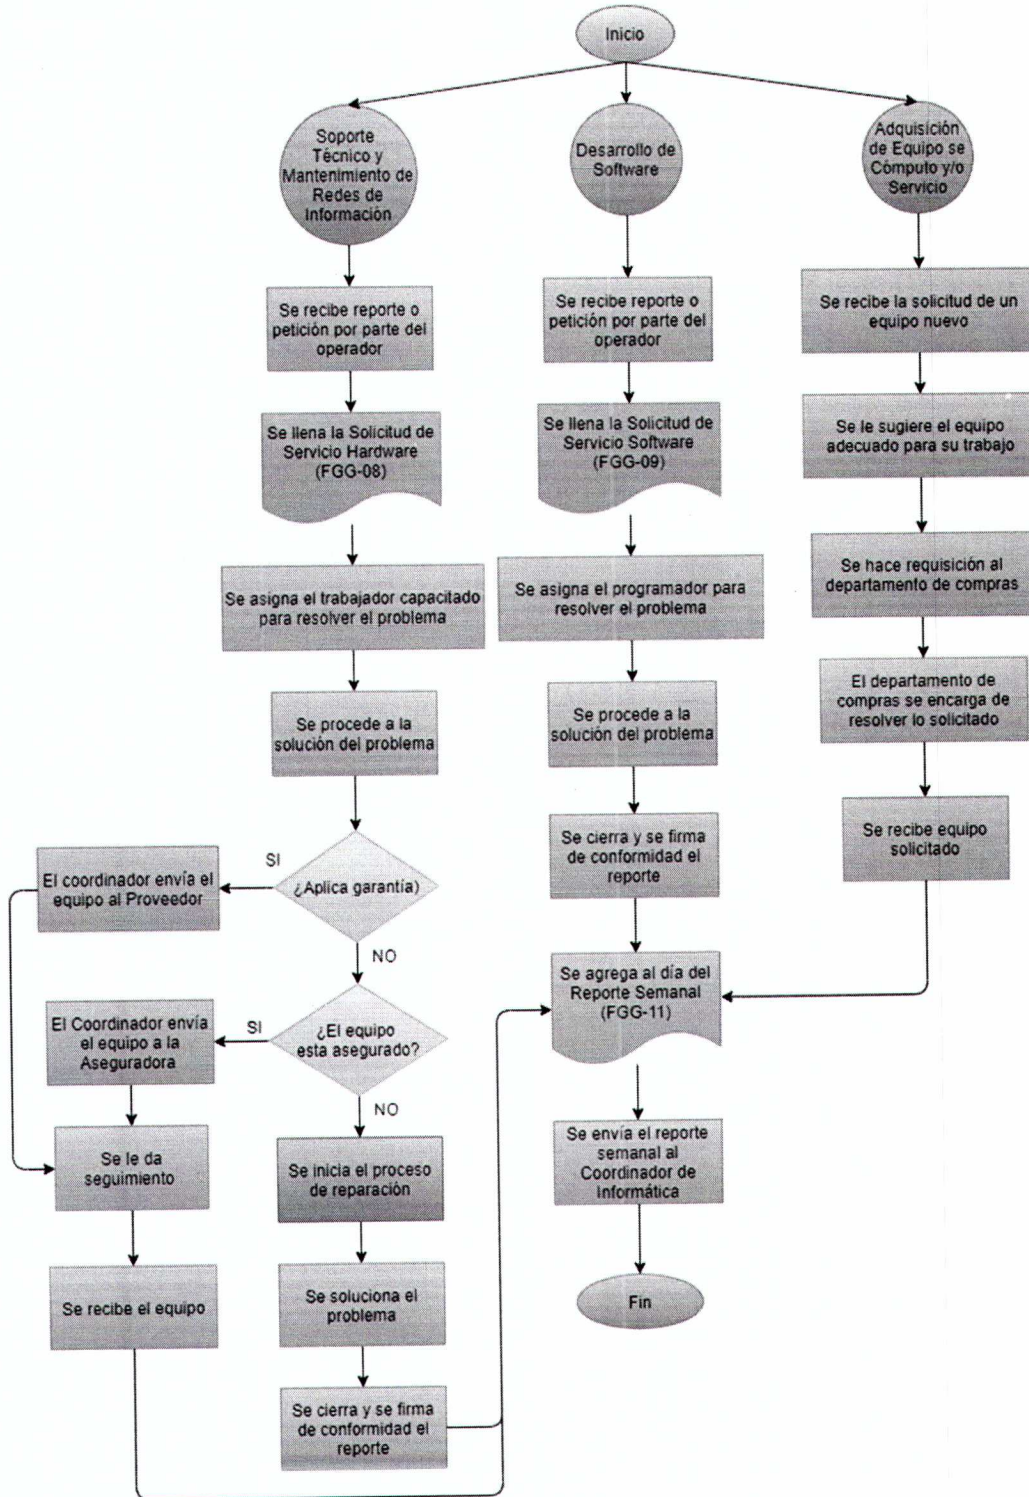 Inicio
Soporte
Técnico y
Mantenimiento de
Redes de
Información
Desarrollo de
Software
Adquisición
de Equipo se
Cómputo y/o
Servicio
Se recibe reporte o
petición por parte del
operador
Se llena la Solicitud de
Servicio Hardware
(FGG-08)
Se asigna el trabajador capacitado
para resolver el problema
Se procede a la
solución del problema
¿Aplica garantía)
SI
El coordinador envía el
equipo al Proveedor
NO
¿El equipo
esta asegurado?
SI
El Coordinador envía
el equipo a la
Aseguradora
Se le da
seguimiento
Se recibe el equipo
NO
Se inicia el proceso
de reparación
Se soluciona el
problema
Se cierra y se firma
de conformidad el
reporte
Se recibe reporte o
petición por parte del
operador
Se llena la Solicitud de
Servicio Software
(FGG-09)
Se asigna el programador para
resolver el problema
Se procede a la
solución del problema
Se cierra y se firma
de conformidad el
reporte
Se agrega al día del
Reporte Semanal
(FGG-11)
Se envía el reporte
semanal al
Coordinador de
Informática
Fin
Se recibe la solicitud de un
equipo nuevo
Se le sugiere el equipo
adecuado para su trabajo
Se hace requisición al
departamento de compras
El departamento de
compras se encarga de
resolver lo solicitado
Se recibe equipo
solicitado